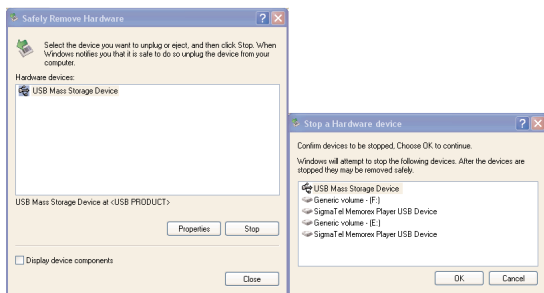 Safely Remove Hardware
Select the device you want to unplug or eject, and then click Stop. When
Windows notifies you that it is safe to do so unplug the device from your
computer.
Hardware devices:
USB Mass Storage Device
USB Mass Storage Device at <USB PRODUCT>
Properties
Stop
Display device components
Close
Stop a Hardware device
Confirm devices to be stopped, Choose OK to continue.
Windows will attempt to stop the following devices. After the devices are
stopped they may be removed safely.
USB Mass Storage Device
Generic volume - (F:)
SigmaTel Memorex Player USB Device
Generic volume - (E:)
SigmaTel Memorex Player USB Device
OK
Cancel